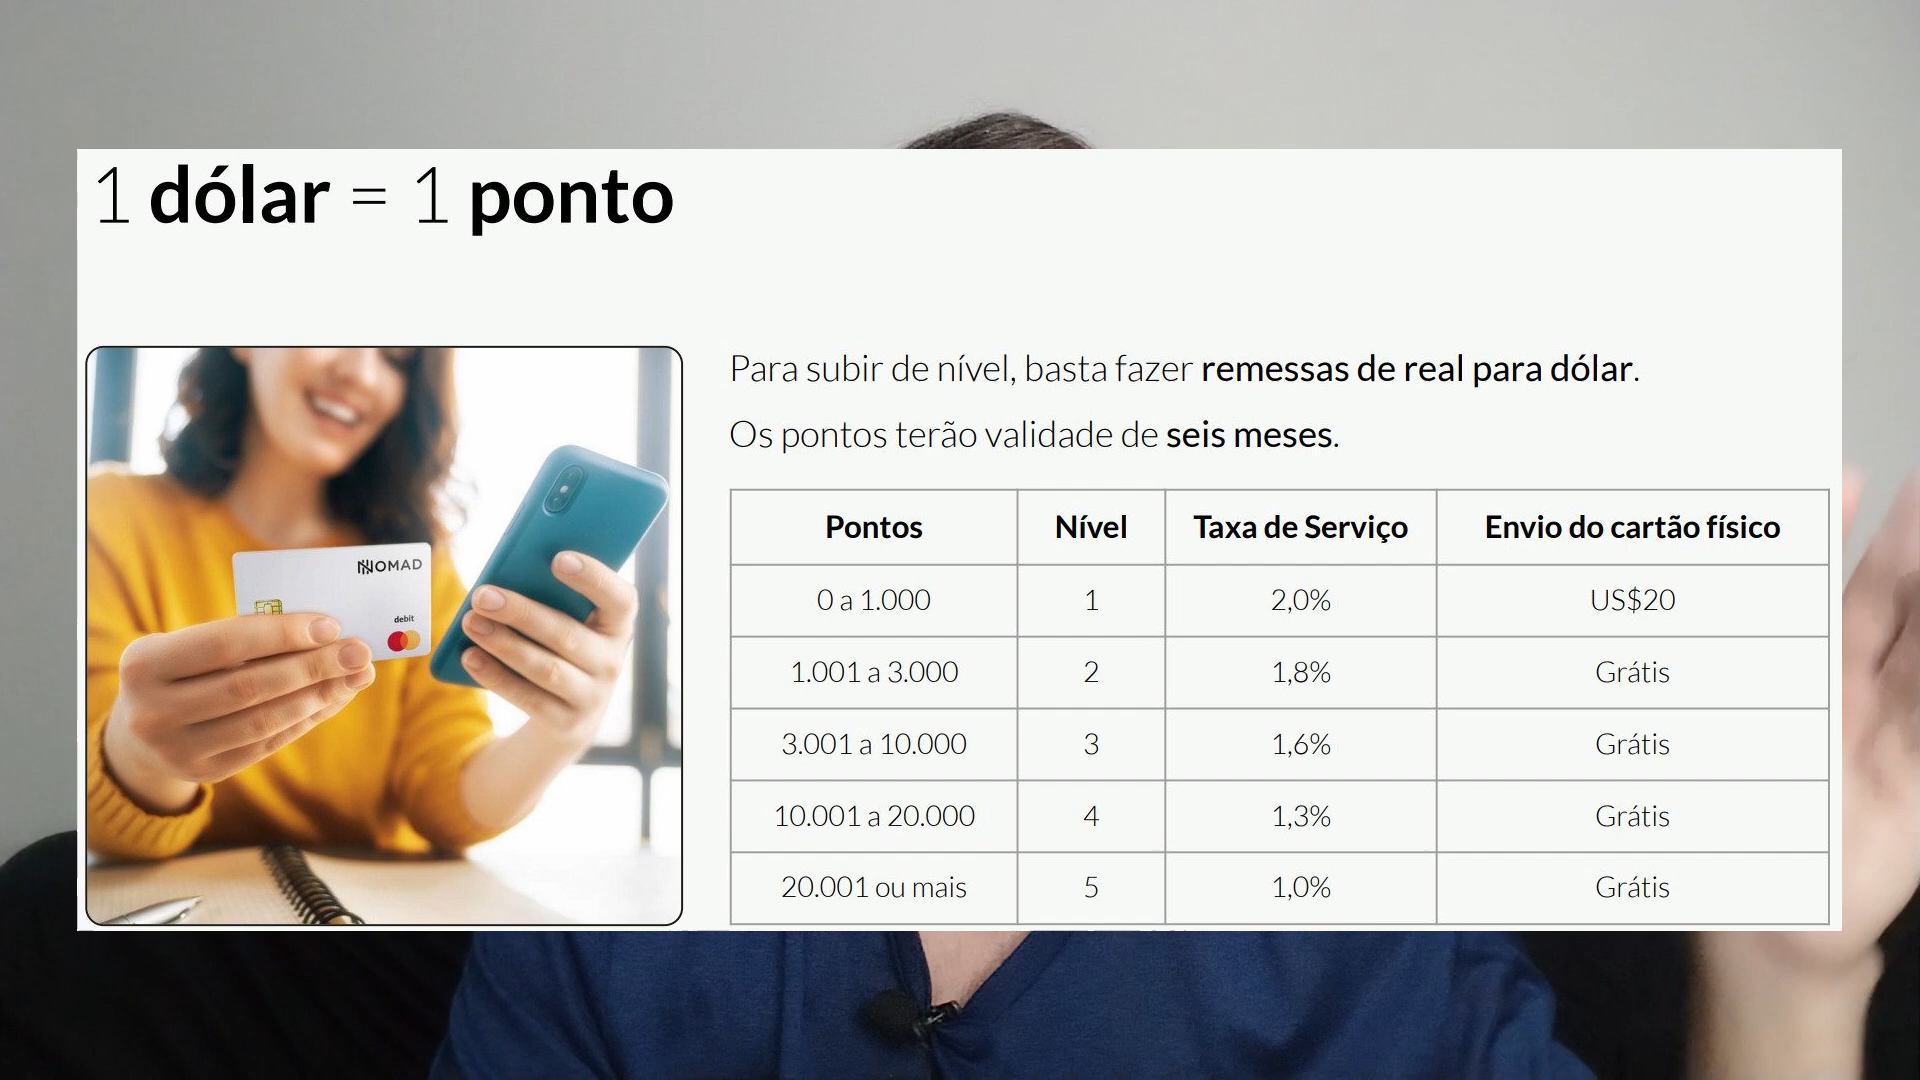 1 dólar = 1 ponto
Para subir de nível, basta fazer remessas de real para dólar.
Os pontos terão validade de seis meses.
NOMAD
debit
Pontos Nível Taxa de Serviço Envio do cartão físico
0 a 1.000 1 2,0% US$20
1.001 a 3.000 2 1,8% Grátis
3.001 a 10.000 3 1,6% Grátis
10.001 a 20.000 4 1,3% Grátis
20.001 ou mais 5 1,0% Grátis